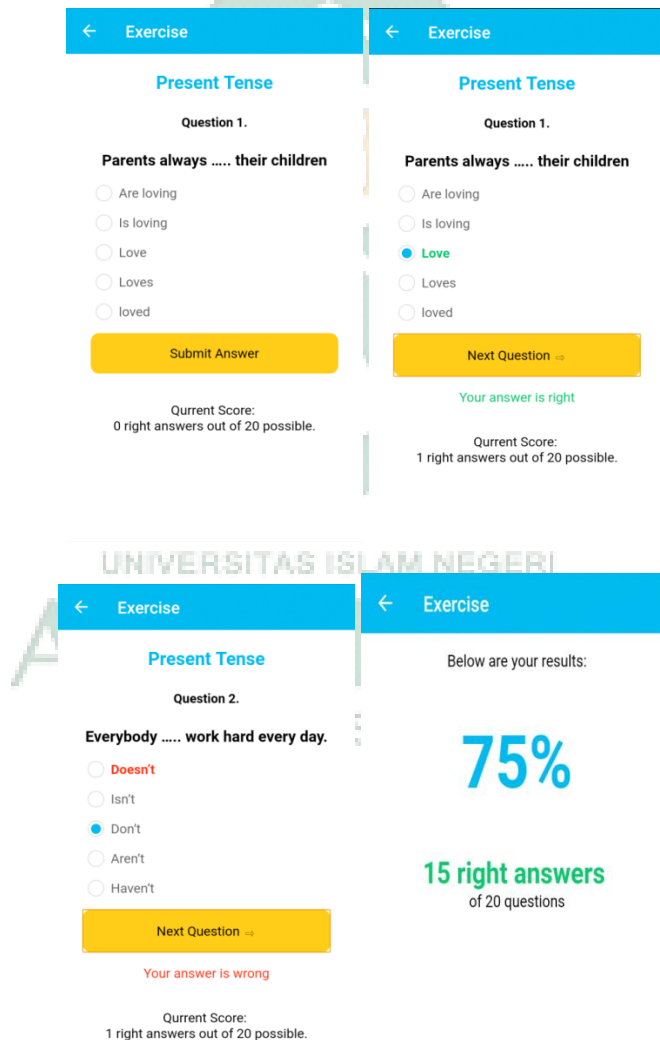 ← Exercise
Present Tense
Question 1.
Parents always ..... their children
Are loving
Is loving
Love
Loves
loved
Submit Answer
Qurrent Score:
0 right answers out of 20 possible.
← Exercise
Present Tense
Question 1.
Parents always ..... their children
Are loving
Is loving
Love
Loves
loved
Next Question ⇨
Your answer is right
Qurrent Score:
1 right answers out of 20 possible.
UNIVERSITAS ISLAM NEGERI
← Exercise
Present Tense
Question 2.
Everybody ..... work hard every day.
Doesn't
Isn't
Don't
Aren't
Haven't
Next Question ⇨
Your answer is wrong
Qurrent Score:
1 right answers out of 20 possible.
← Exercise
Below are your results:
75%
15 right answers
of 20 questions